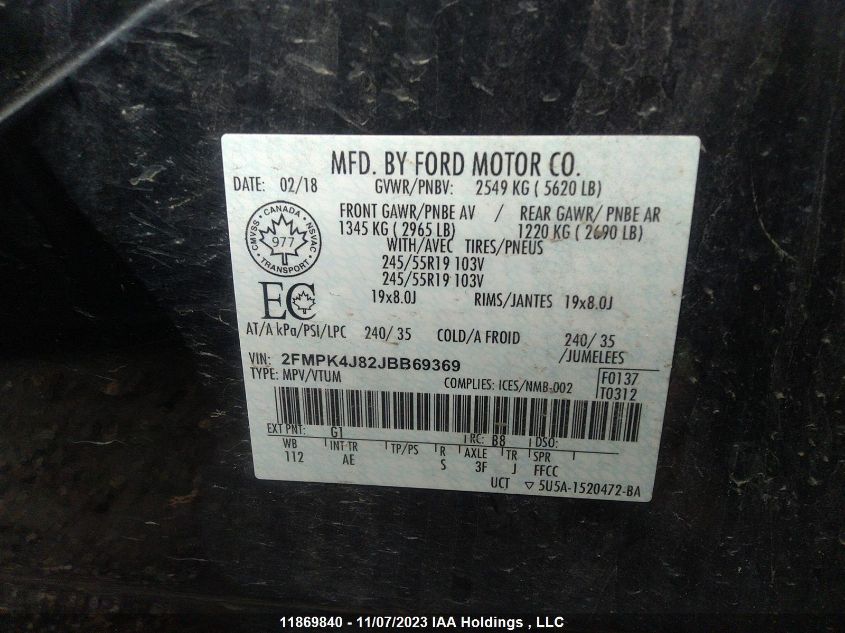 MFD. BY FORD MOTOR CO.
DATE: 02/18 GVWR/PNBV: 2549 KG ( 5620 LB)
FRONT GAWR/PNBE AV / REAR GAWR/ PNBE AR
1345 KG ( 2965 LB) 1220 KG ( 2690 LB)
WITH/AVEC TIRES/PNEUS
245/55R19 103V
245/55R19 103V
19x8.0J RIMS/JANTES 19x8.0J
CANADA
CMVSS NSVAC
977
TRANSPORT
EC
AT/A kPa/PSI/LPC 240/ 35 COLD/A FROID 240/ 35
/JUMELEES
VIN: 2FMPK4J82JBB69369
TYPE: MPV/VTUM COMPLIES: ICES/NMB-002
F0137
T0312
EXT PNT: G1 RC: B8 DSO:
WB INT TR TP/PS R AXLE TR SPR
112 AE S 3F J FFCC
UCT ▽ 5U5A-1520472-BA
11869840 - 11/07/2023 IAA Holdings , LLC